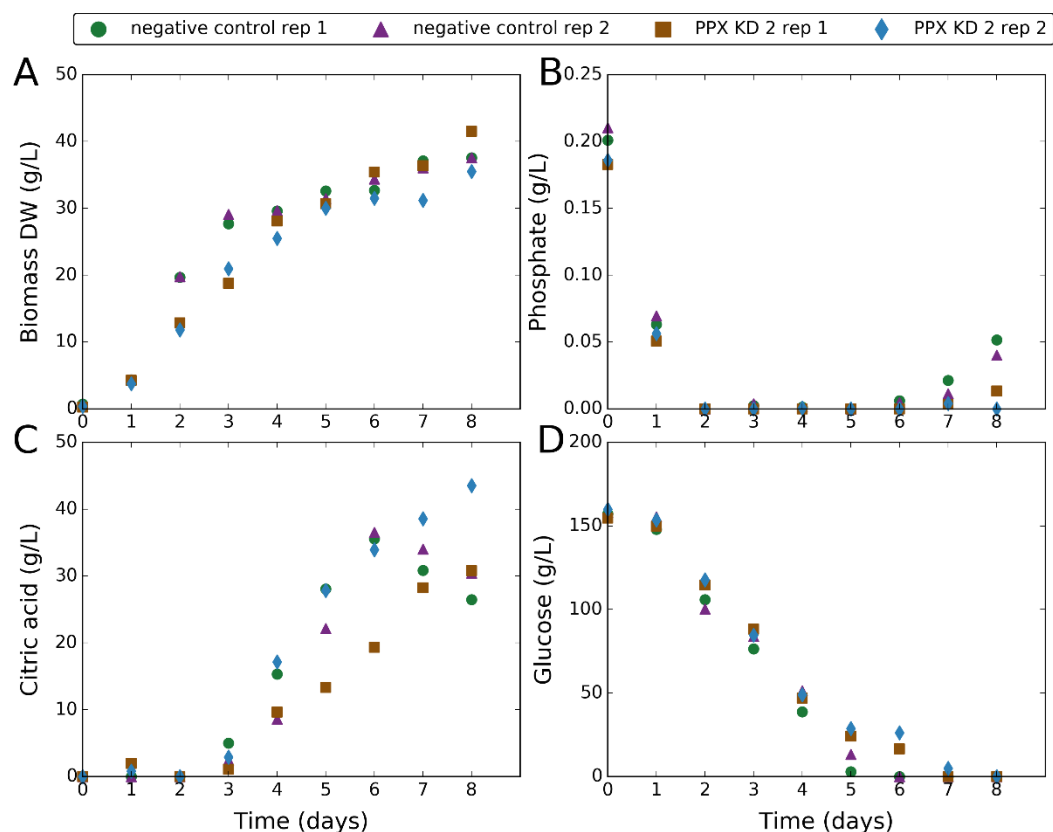 negative control rep 1 negative control rep 2 PPX KD 2 rep 1 PPX KD 2 rep 2
A
Biomass DW (g/L)
50
40
30
20
10
0
0 1 2 3 4 5 6 7 8
B
Phosphate (g/L)
0.25
0.20
0.15
0.10
0.05
0.00
0 1 2 3 4 5 6 7 8
C
Citric acid (g/L)
50
40
30
20
10
0
0 1 2 3 4 5 6 7 8
Time (days)
D
Glucose (g/L)
200
150
100
50
0
0 1 2 3 4 5 6 7 8
Time (days)